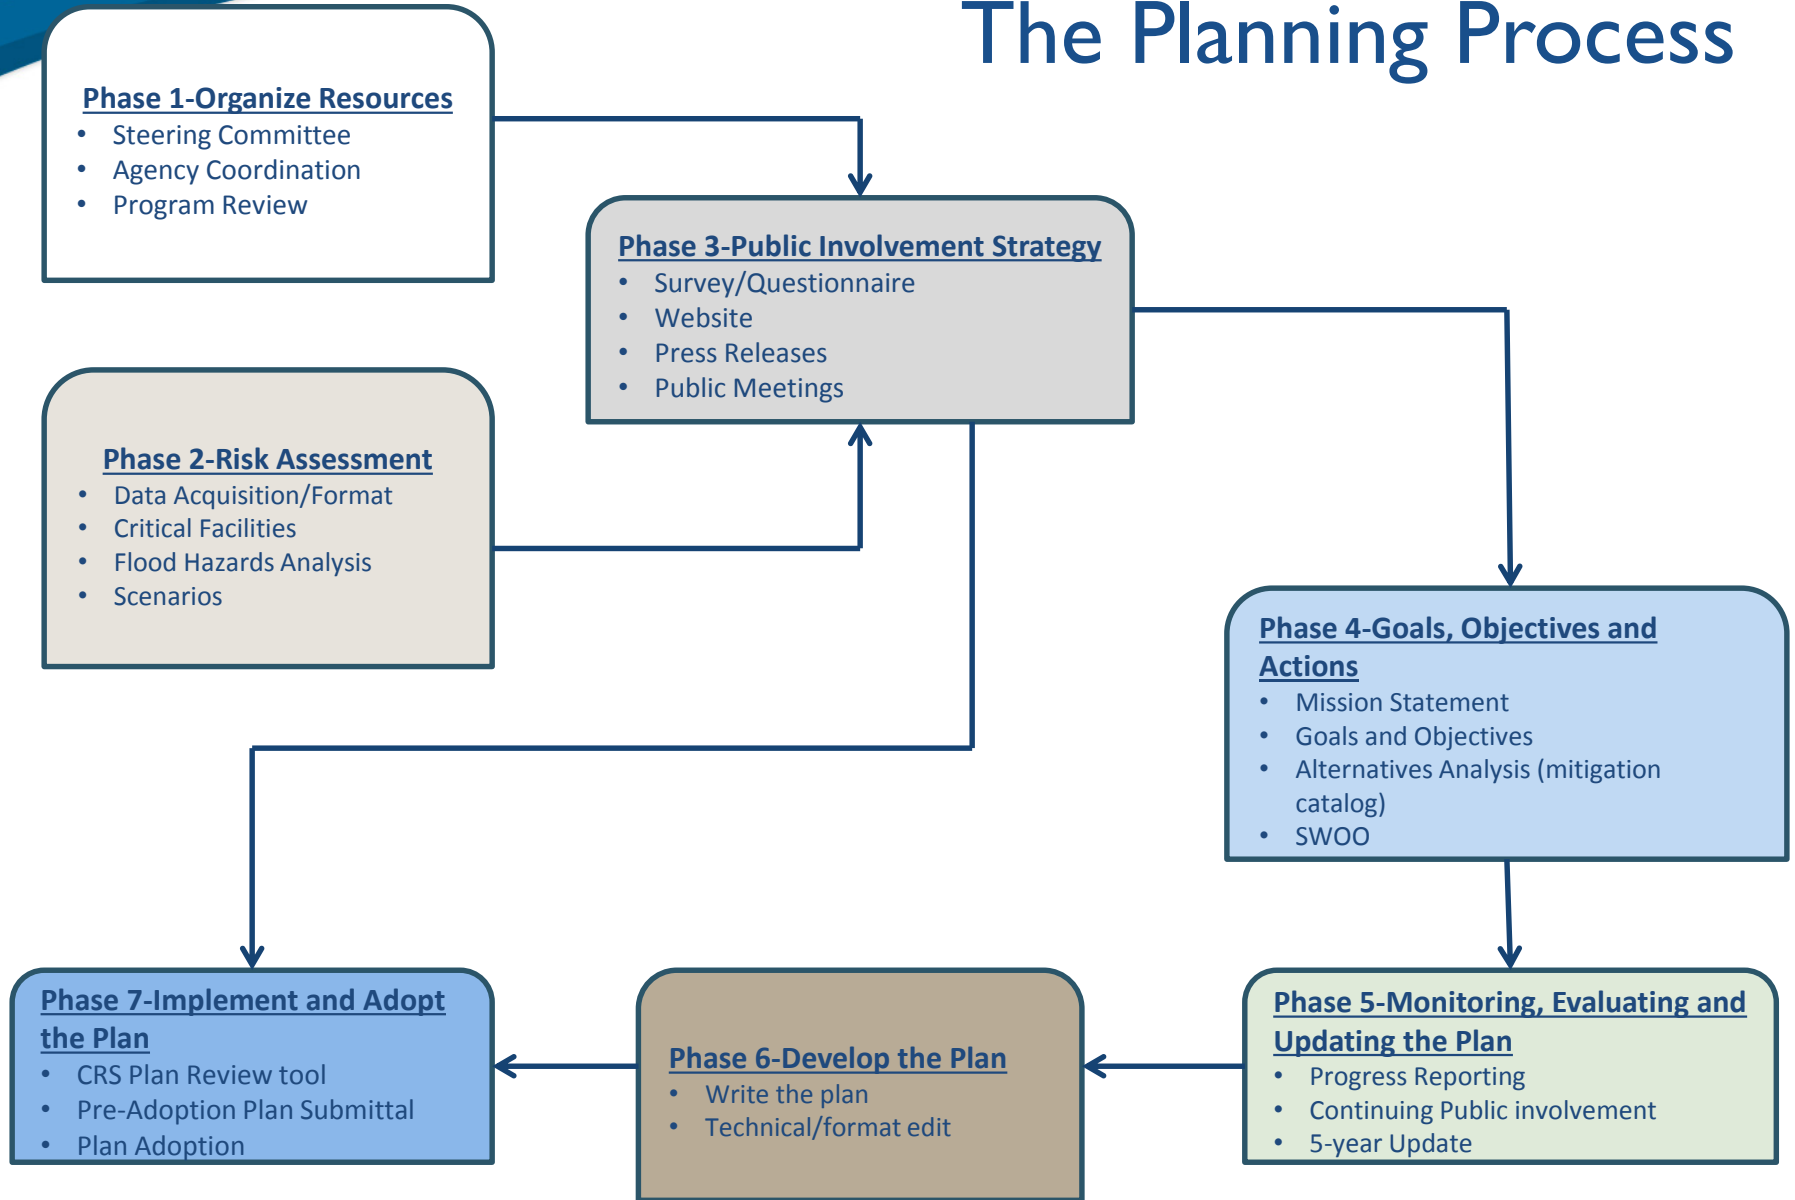 The Planning Process
Phase 1-Organize Resources
• Steering Committee
• Agency Coordination
• Program Review
Phase 3-Public Involvement Strategy
• Survey/Questionnaire
• Website
• Press Releases
• Public Meetings
Phase 2-Risk Assessment
• Data Acquisition/Format
• Critical Facilities
• Flood Hazards Analysis
• Scenarios
Phase 4-Goals, Objectives and
Actions
• Mission Statement
• Goals and Objectives
• Alternatives Analysis (mitigation
catalog)
• SWOO
Phase 5-Monitoring, Evaluating and
Updating the Plan
• Progress Reporting
• Continuing Public involvement
• 5-year Update
Phase 6-Develop the Plan
• Write the plan
• Technical/format edit
Phase 7-Implement and Adopt
the Plan
• CRS Plan Review tool
• Pre-Adoption Plan Submittal
• Plan Adoption